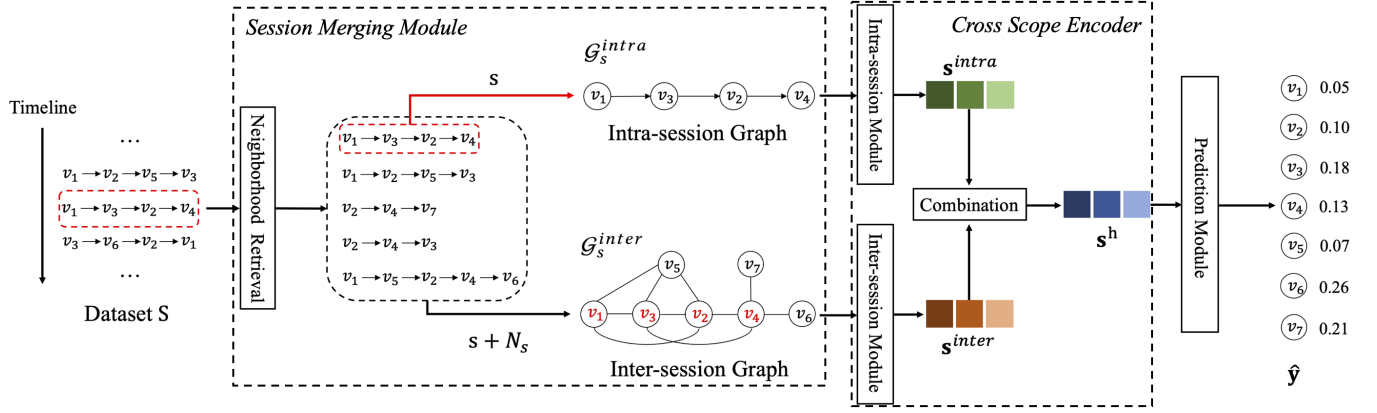 Timeline
...
v1 → v2 → v5 → v3
v1 → v3 → v2 → v4
v3 → v6 → v2 → v1
...
Dataset S
Session Merging Module
Neighborhood Retrieval
v1 → v3 → v2 → v4
v1 → v2 → v5 → v3
v2 → v4 → v7
v2 → v4 → v3
v1 → v5 → v2 → v4 → v6
s
s + Ns
𝒢s^intra
v1 v3 v2 v4
Intra-session Graph
𝒢s^inter
v5 v7
v1 v3 v2 v4 v6
Inter-session Graph
Cross Scope Encoder
Intra-session Module
s^intra
Combination
s^h
Inter-session Module
s^inter
Prediction Module
v1 0.05
v2 0.10
v3 0.18
v4 0.13
v5 0.07
v6 0.26
v7 0.21
ŷ